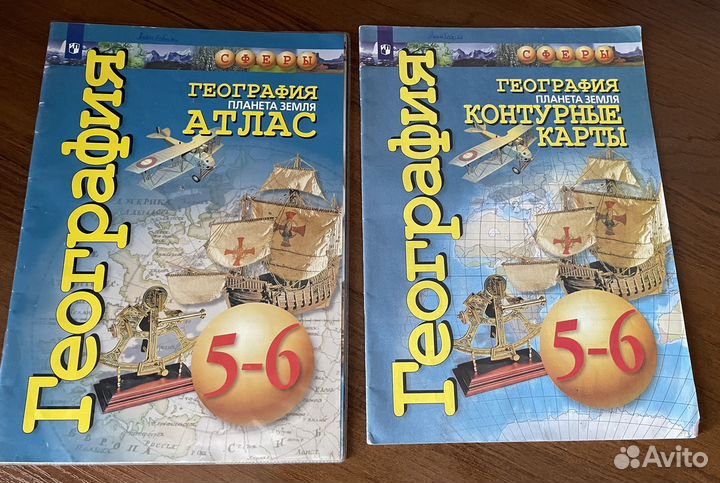 СФЕРЫ
ГЕОГРАФИЯ
ПЛАНЕТА ЗЕМЛЯ
АТЛАС
География
5-6
СФЕРЫ
ГЕОГРАФИЯ
ПЛАНЕТА ЗЕМЛЯ
КОНТУРНЫЕ
КАРТЫ
География
5-6
Avito